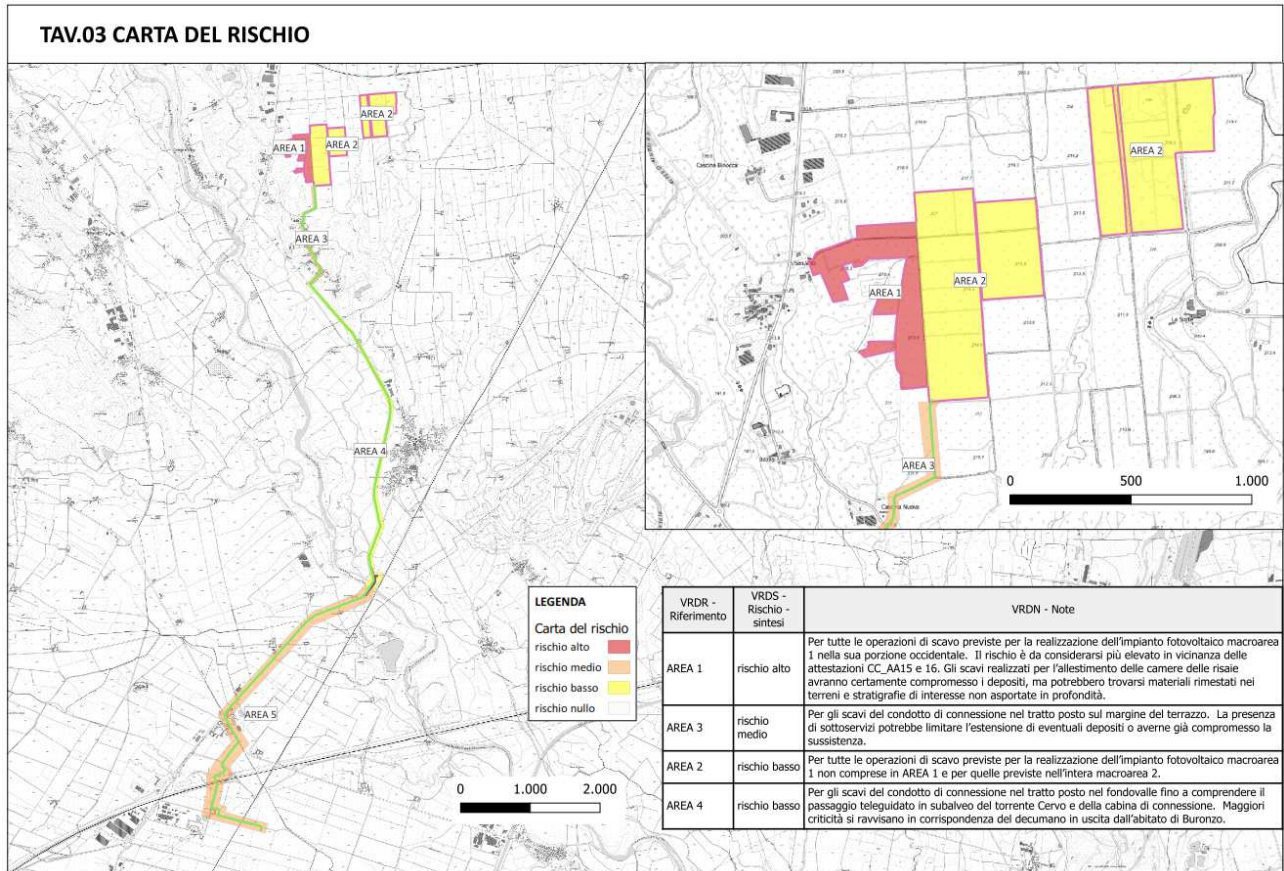 TAV.03 CARTA DEL RISCHIO
AREA 2
AREA 1
AREA 2
AREA 3
AREA 4
AREA 5
AREA 2
Cascina Binocca
AREA 2
AREA 1
AREA 3
Cascina Nuova
0 500 1.000
LEGENDA
Carta del rischio
rischio alto
rischio medio
rischio basso
rischio nullo
0 1.000 2.000
VRDR - Riferimento
VRDS - Rischio - sintesi
VRDN - Note
AREA 1
rischio alto
Per tutte le operazioni di scavo previste per la realizzazione dell'impianto fotovoltaico macroarea
1 nella sua porzione occidentale. Il rischio è da considerarsi più elevato in vicinanza delle
attestazioni CC_AA15 e 16. Gli scavi realizzati per l'allestimento delle camere delle risaie
avranno certamente compromesso i depositi, ma potrebbero trovarsi materiali rimestati nei
terreni e stratigrafie di interesse non asportate in profondità.
AREA 3
rischio medio
Per gli scavi del condotto di connessione nel tratto posto sul margine del terrazzo. La presenza
di sottoservizi potrebbe limitare l'estensione di eventuali depositi o averne già compromesso la
sussistenza.
AREA 2
rischio basso
Per tutte le operazioni di scavo previste per la realizzazione dell'impianto fotovoltaico macroarea
1 non comprese in AREA 1 e per quelle previste nell'intera macroarea 2.
AREA 4
rischio basso
Per gli scavi del condotto di connessione nel tratto posto nel fondovalle fino a comprendere il
passaggio teleguidato in subalveo del torrente Cervo e della cabina di connessione. Maggiori
criticità si ravvisano in corrispondenza del decumano in uscita dall'abitato di Buronzo.